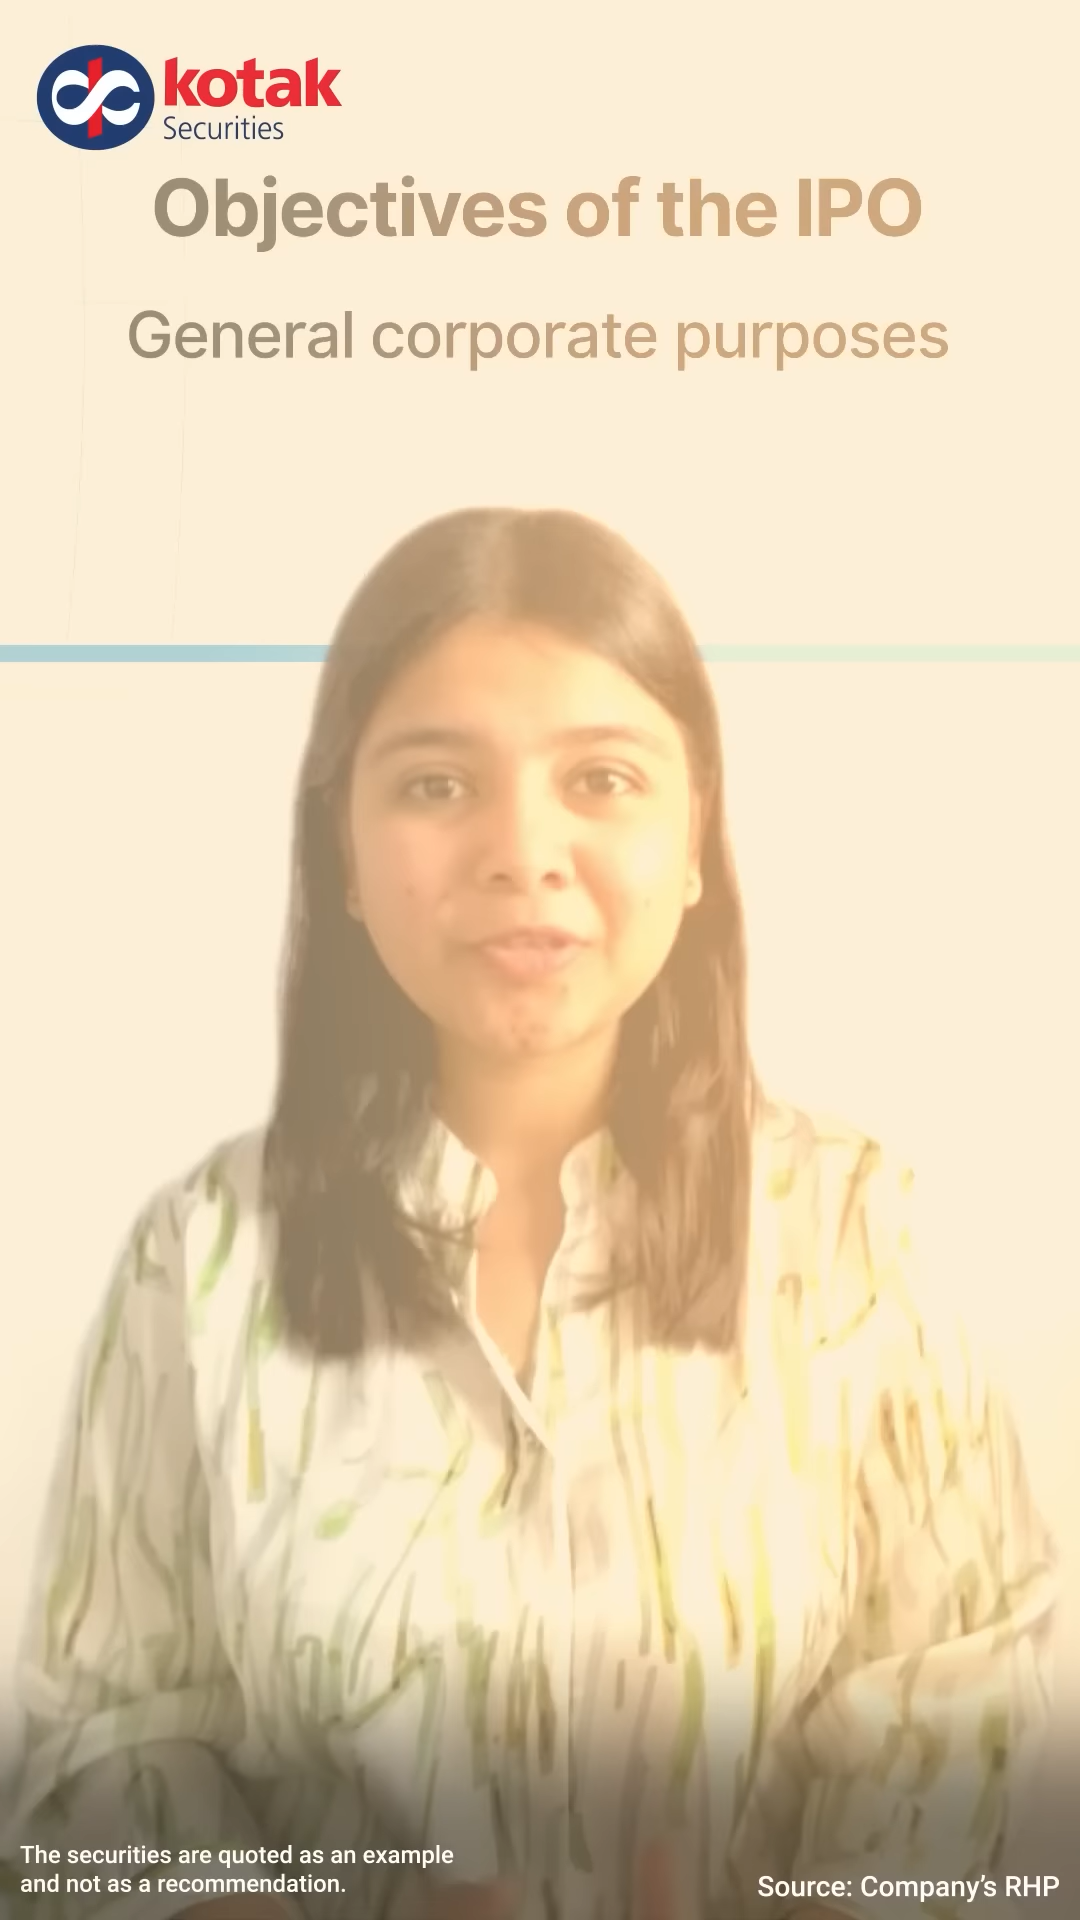 kotak
Securities
Objectives of the IPO
General corporate purposes
The securities are quoted as an example
and not as a recommendation.
Source: Company's RHP